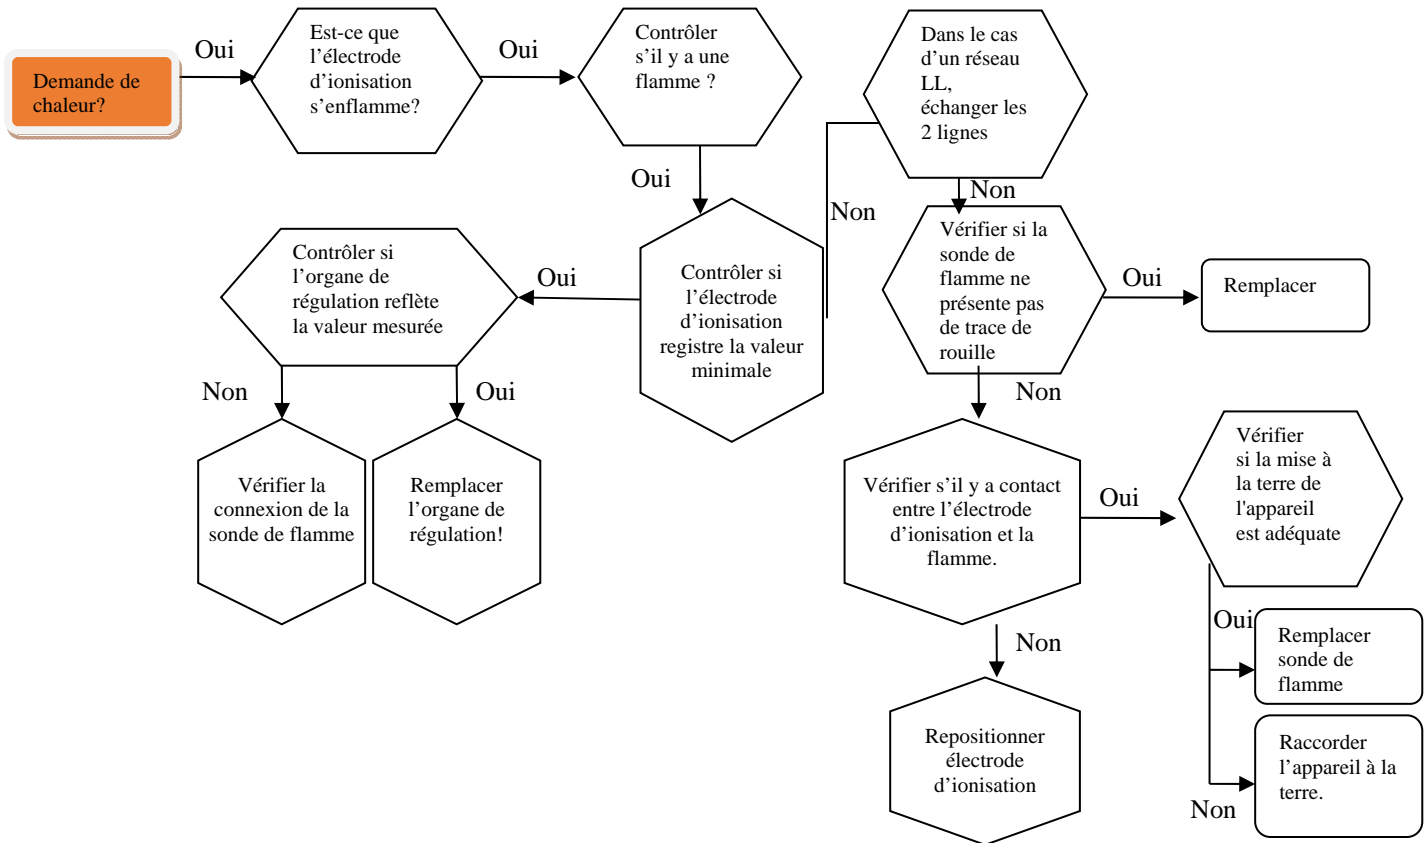 Demande de
chaleur?
Oui
Est-ce que
l’électrode
d’ionisation
s’enflamme?
Oui
Contrôler
s’il y a une
flamme ?
Oui
Contrôler si
l’électrode
d’ionisation
registre la valeur
minimale
Oui
Contrôler si
l’organe de
régulation reflète
la valeur mesurée
Non
Vérifier la
connexion de la
sonde de flamme
Oui
Remplacer
l’organe de
régulation!
Non
Dans le cas
d’un réseau
LL,
échanger les
2 lignes
Non
Vérifier si la
sonde de
flamme ne
présente pas
de trace de
rouille
Oui
Remplacer
Non
Vérifier s’il y a contact
entre l’électrode
d’ionisation et la
flamme.
Oui
Vérifier
si la mise à
la terre de
l'appareil
est adéquate
Oui
Remplacer
sonde de
flamme
Non
Raccorder
l’appareil à la
terre.
Non
Repositionner
électrode
d’ionisation